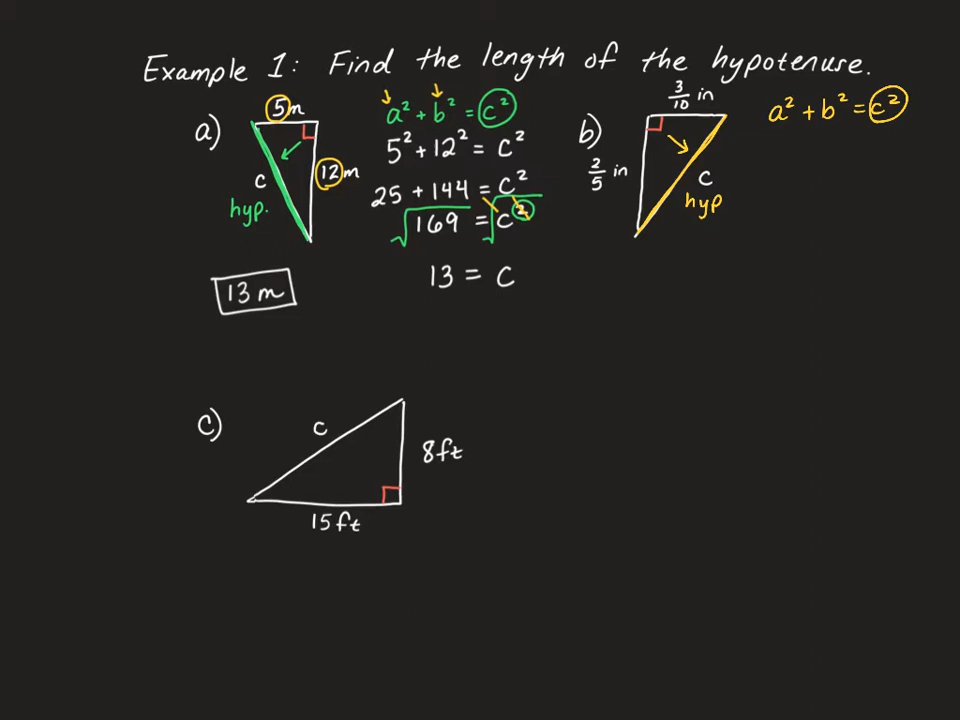 Example 1: Find the length of the hypotenuse.
a)
5m
12m
c
hyp.
a² + b² = c²
5² + 12² = c²
25 + 144 = c²
√169 = √c²
13 = c
13 m
b)
3/10 in
2/5 in
c
hyp
a² + b² = c²
c)
c
8ft
15ft